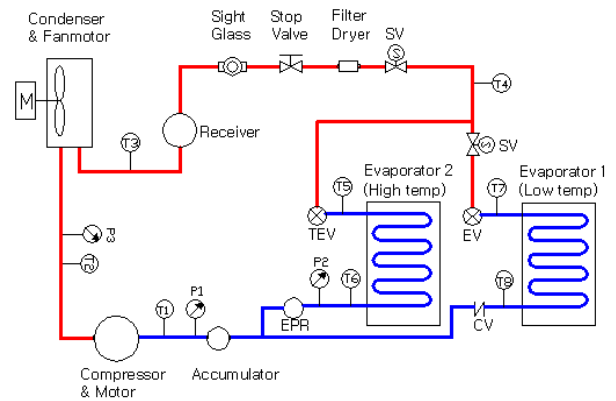 Condenser
& Fanmotor
Sight
Glass
Stop
Valve
Filter
Dryer
SV
S
M
T4
T3
Receiver
S
SV
Evaporator 2
(High temp)
Evaporator 1
(Low temp)
T5
T7
TEV
EV
P3
T2
P2
T6
T8
P1
T1
EPR
CV
Compressor
& Motor
Accumulator